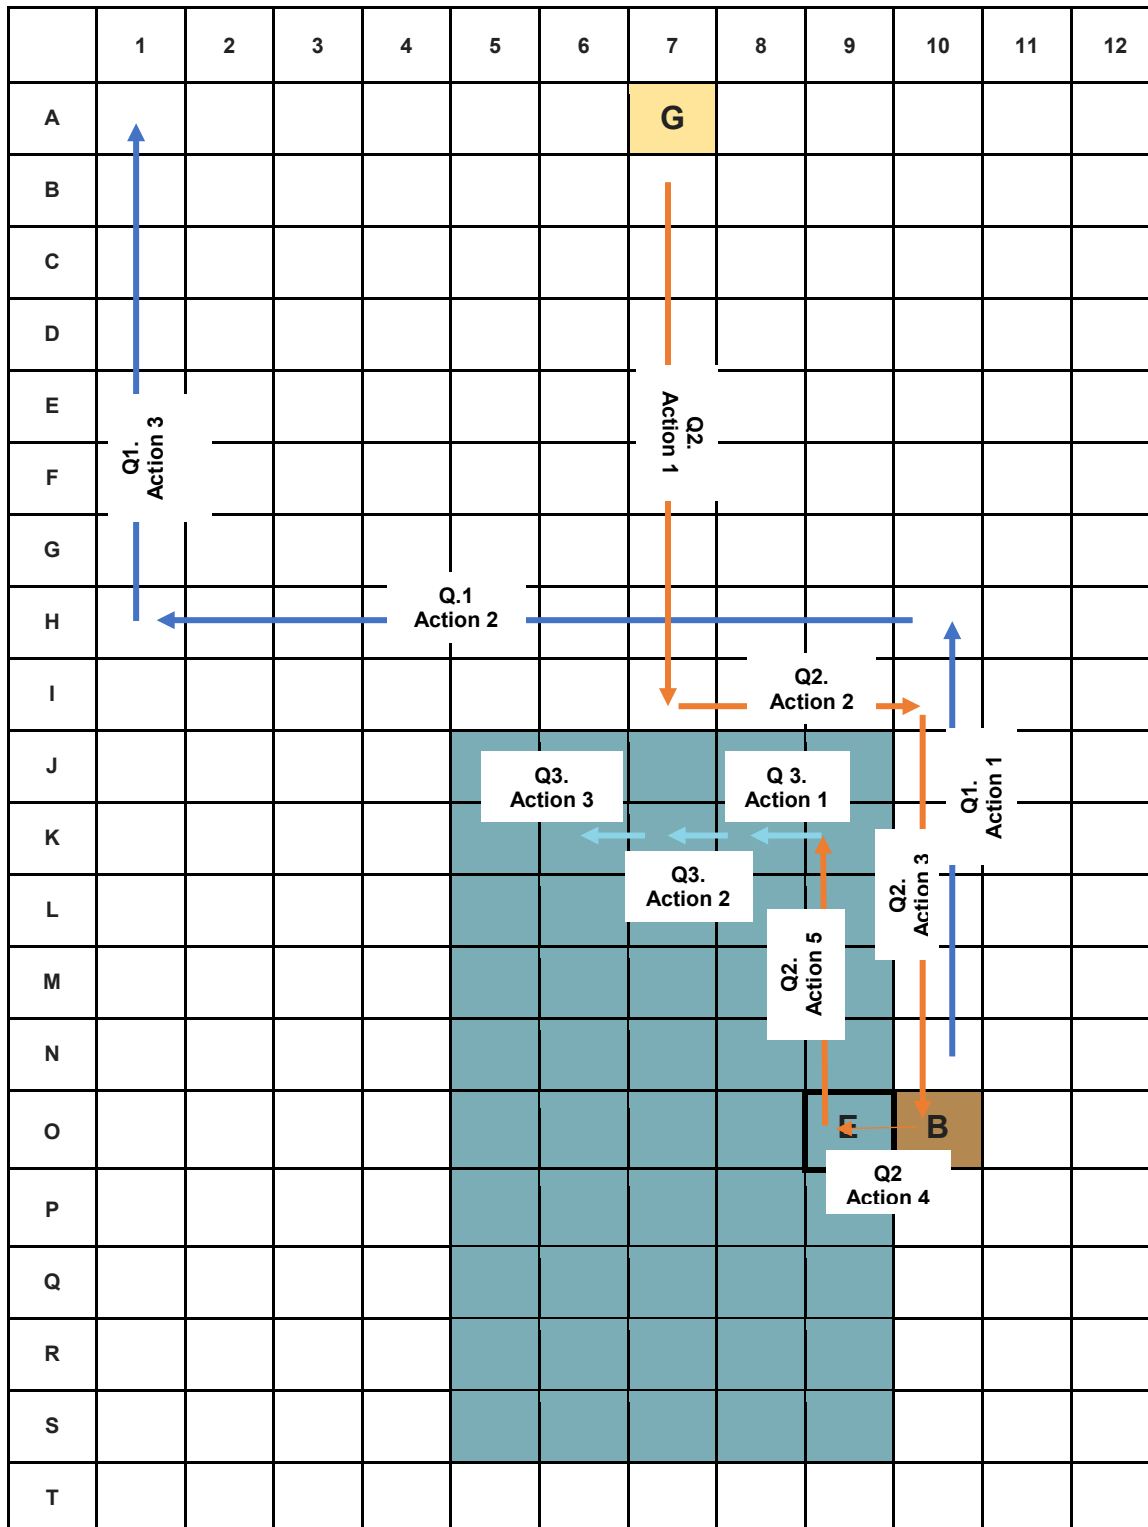 1 2 3 4 5 6 7 8 9 10 11 12
A G
B
C
D
E
Q2.
Action 1
F
Q1.
Action 3
G
H
Q.1
Action 2
I
Q2.
Action 2
J
Q3.
Action 3
Q 3.
Action 1
Q1.
Action 1
K
L
Q3.
Action 2
Q2.
Action 3
M
Q2.
Action 5
N
O E B
P
Q2
Action 4
Q
R
S
T